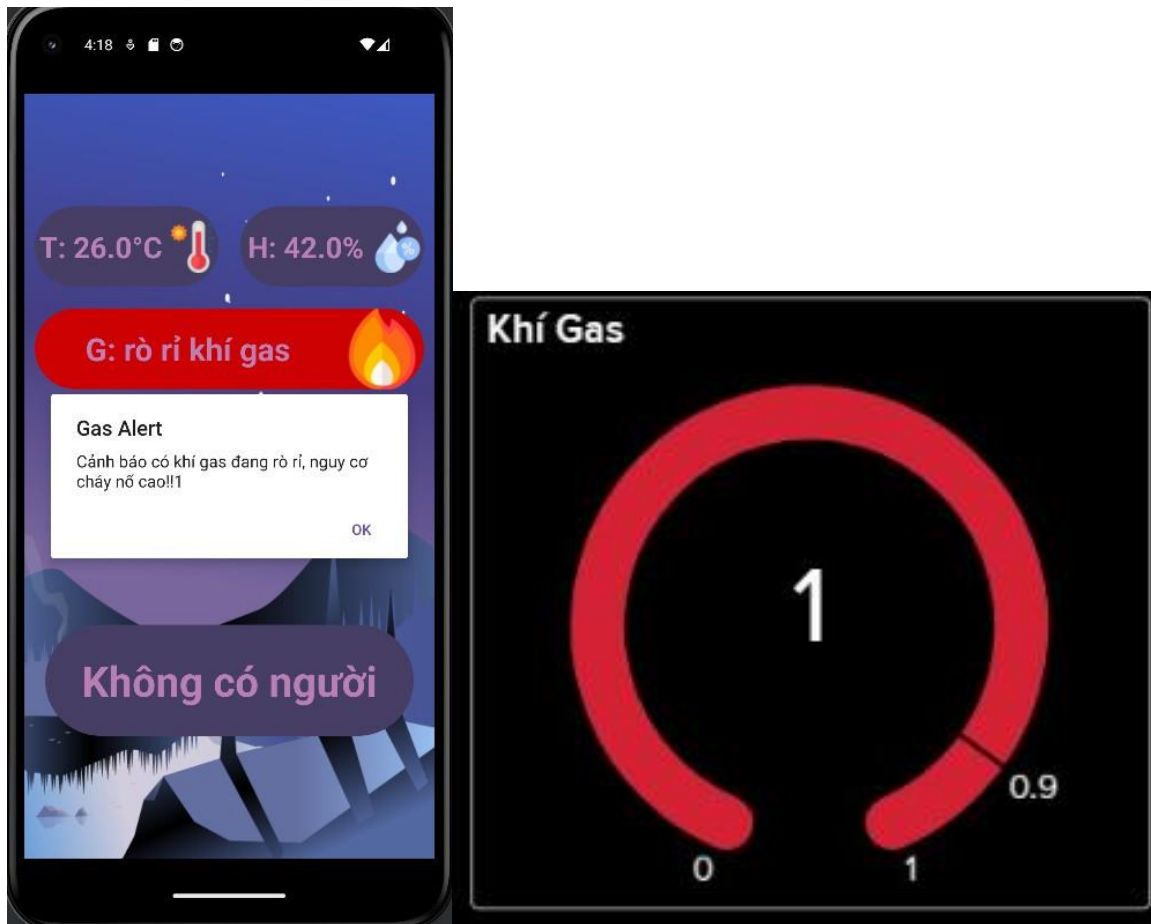 4:18
T: 26.0°C
H: 42.0%
%
G: rò rỉ khí gas
Gas Alert
Cảnh báo có khí gas đang rò rỉ, nguy cơ
cháy nổ cao!!1
OK
Không có người
Khí Gas
1
0.9
0
1